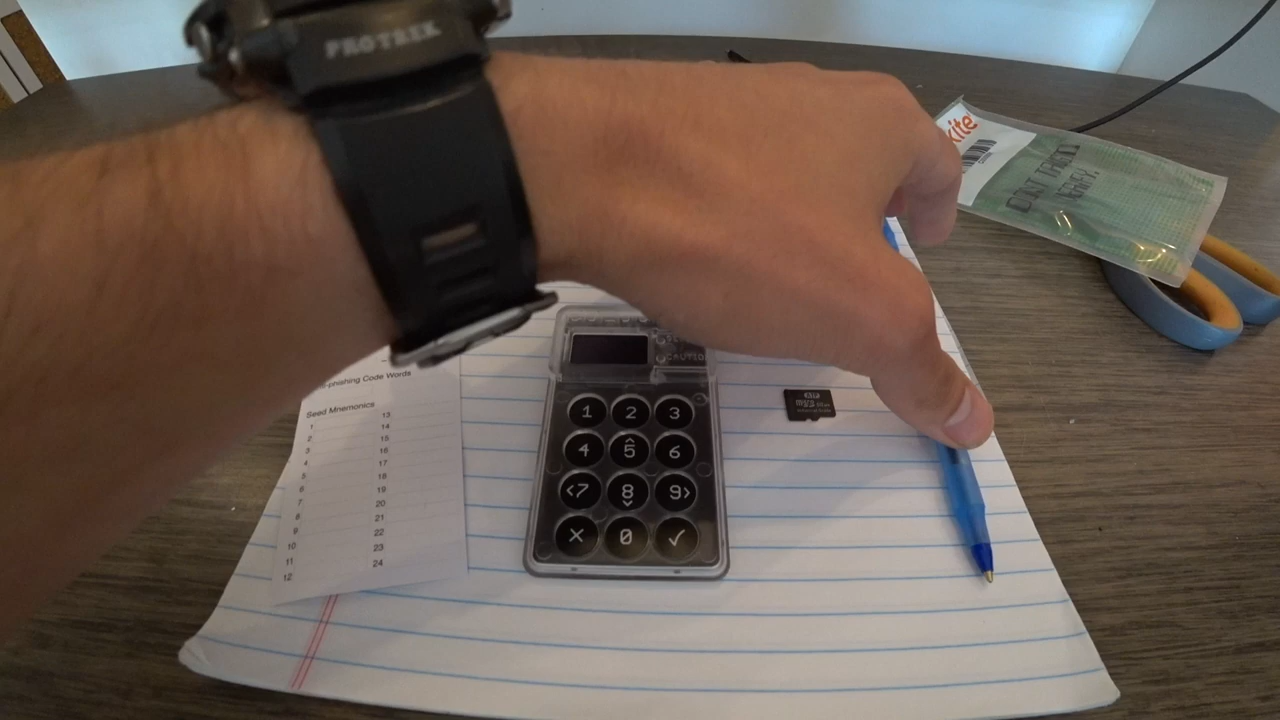 PROTREK
kite
DON'T TRUST.
VERIFY.
-phishing Code Words
Seed Mnemonics
1 13
2 14
3 15
4 16
5 17
6 18
7 19
8 20
9 21
10 22
11 23
12 24
CAUTIO
micro
1 2 3
4 5 6
<7 8 9>
× 0 ✓